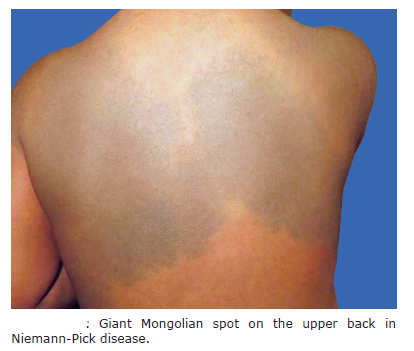 : Giant Mongolian spot on the upper back in
Niemann-Pick disease.